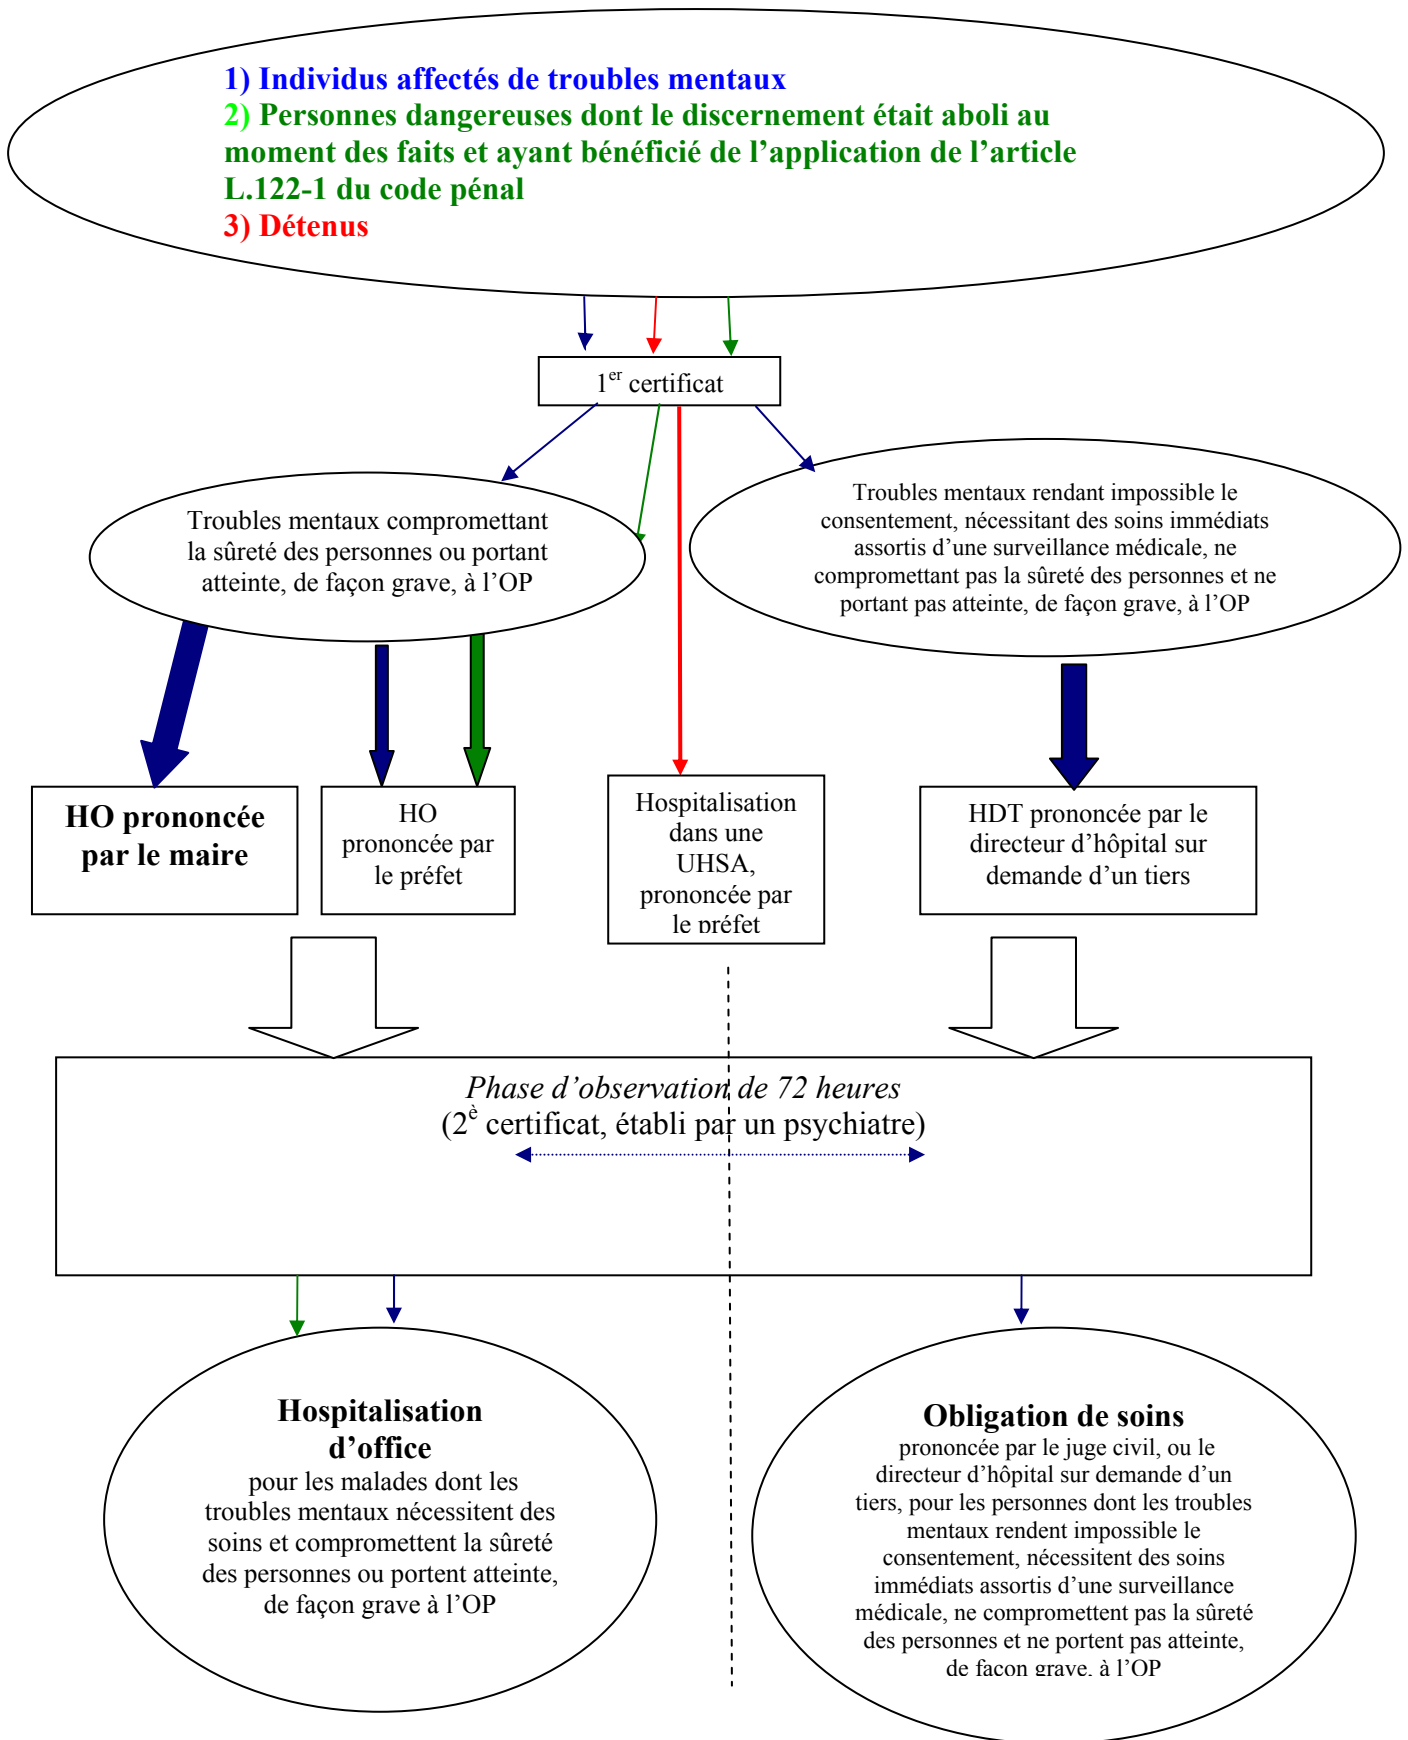 1) Individus affectés de troubles mentaux
2) Personnes dangereuses dont le discernement était aboli au
moment des faits et ayant bénéficié de l’application de l’article
L.122-1 du code pénal
3) Détenus
1er certificat
Troubles mentaux compromettant
la sûreté des personnes ou portant
atteinte, de façon grave, à l’OP
Troubles mentaux rendant impossible le
consentement, nécessitant des soins immédiats
assortis d’une surveillance médicale, ne
compromettant pas la sûreté des personnes et ne
portant pas atteinte, de façon grave, à l’OP
HO prononcée
par le maire
HO
prononcée par
le préfet
Hospitalisation
dans une
UHSA,
prononcée par
le préfet
HDT prononcée par le
directeur d’hôpital sur
demande d’un tiers
Phase d’observation de 72 heures
(2è certificat, établi par un psychiatre)
Hospitalisation
d’office
pour les malades dont les
troubles mentaux nécessitent des
soins et compromettent la sûreté
des personnes ou portent atteinte,
de façon grave à l’OP
Obligation de soins
prononcée par le juge civil, ou le
directeur d’hôpital sur demande d’un
tiers, pour les personnes dont les troubles
mentaux rendent impossible le
consentement, nécessitent des soins
immédiats assortis d’une surveillance
médicale, ne compromettent pas la sûreté
des personnes et ne portent pas atteinte,
de façon grave, à l’OP